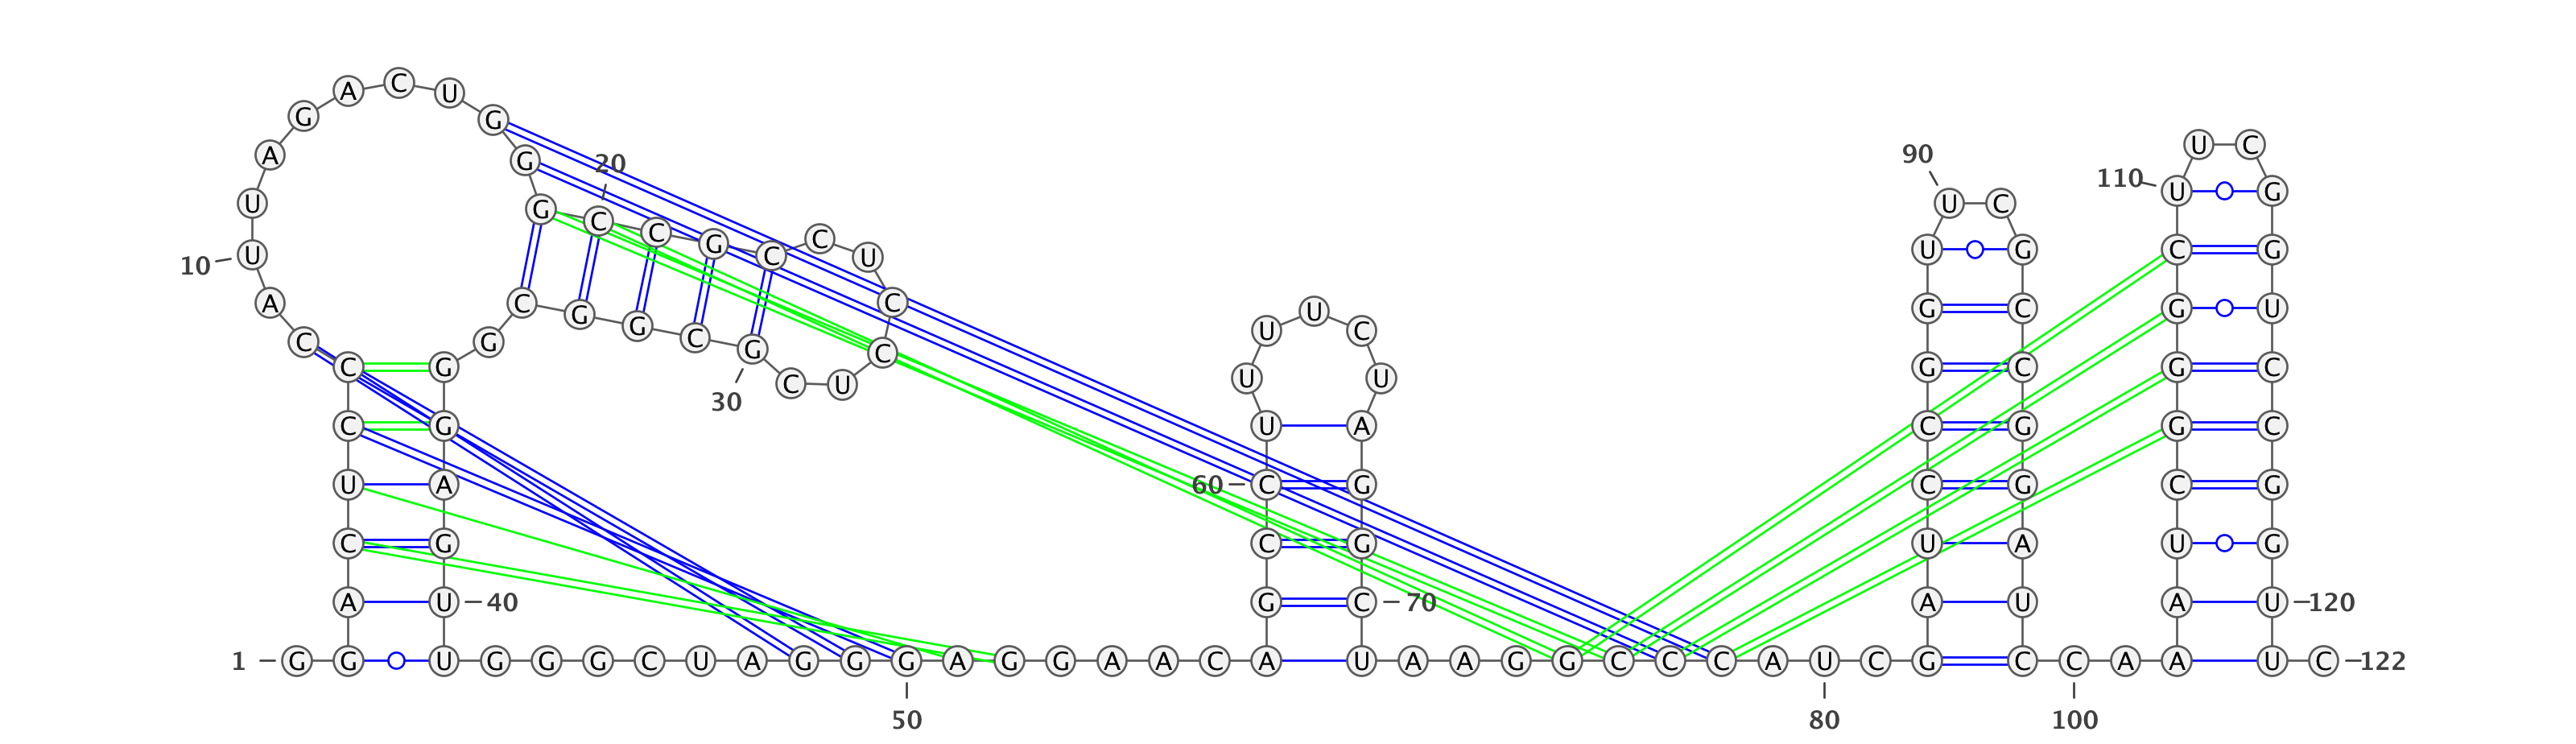 1
G G A C U C C C A
10
U U A G A C U G G G
20
C C G C C U C C U C
30
G C G G C G G G A G
40
U U G G G C U A G G
50
G A G G A A C A G C
60
C U U U U C U A G G
70
C U A A G G C C C A
80
U C G A U C C G G U
90
U C G C C G G A U C
100
C A A A U C G G G C
110
U U C G G U C C G G
120
U U C
122